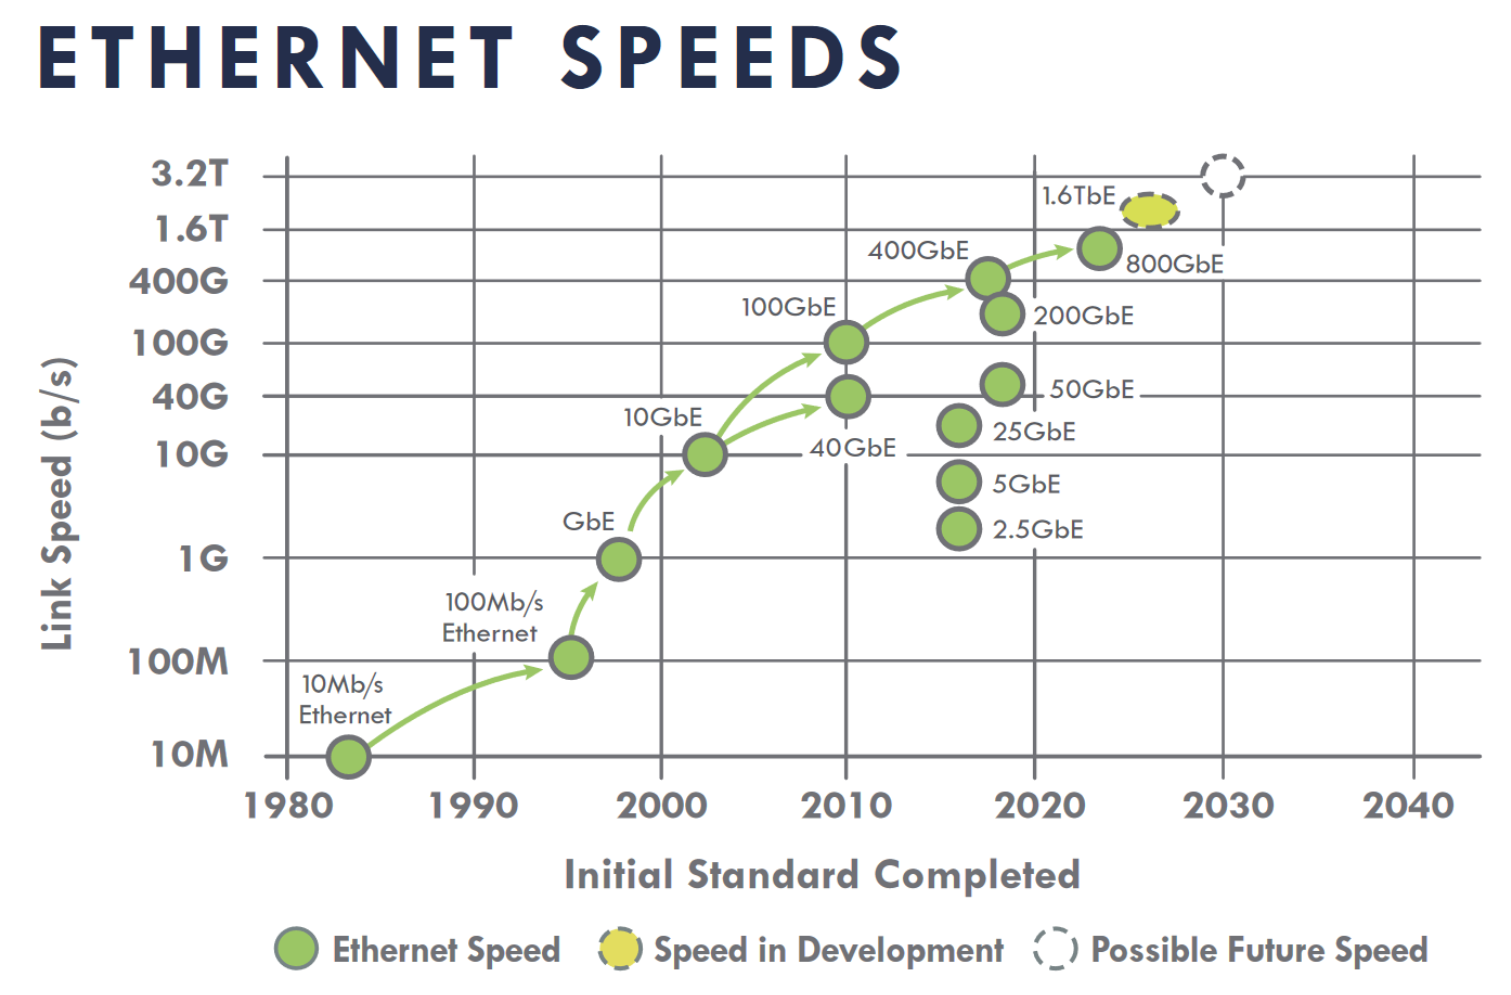 ETHERNET SPEEDS
Link Speed (b/s)
3.2T
1.6T
400G
100G
40G
10G
1G
100M
10M
1.6TbE
400GbE
800GbE
100GbE
200GbE
50GbE
10GbE
25GbE
40GbE
5GbE
GbE
2.5GbE
100Mb/s
Ethernet
10Mb/s
Ethernet
1980
1990
2000
2010
2020
2030
2040
Initial Standard Completed
Ethernet Speed
Speed in Development
Possible Future Speed